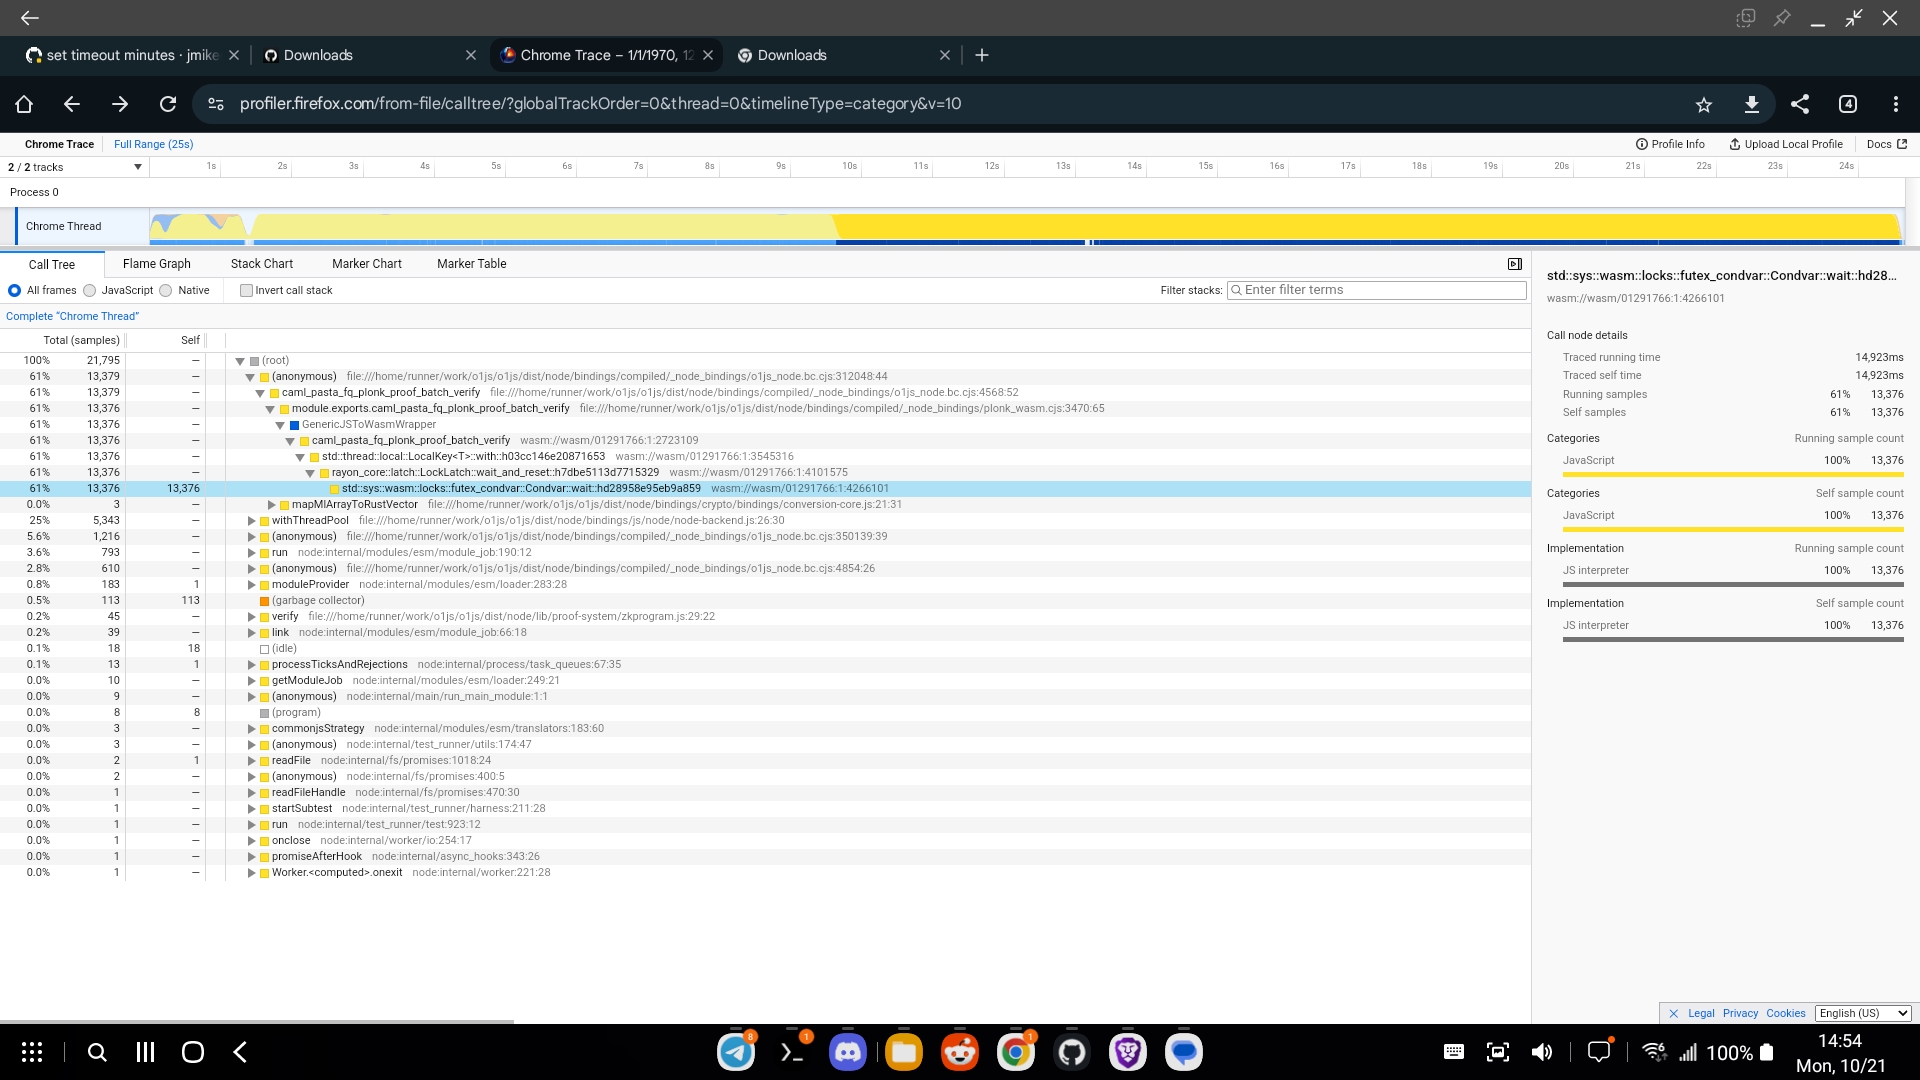 set timeout minutes · jmike
Downloads
Chrome Trace – 1/1/1970, 12
Downloads
profiler.firefox.com/from-file/calltree/?globalTrackOrder=0&thread=0&timelineType=category&v=10
4
Chrome Trace
Full Range (25s)
Profile Info
Upload Local Profile
Docs
2 / 2 tracks
1s 2s 3s 4s 5s 6s 7s 8s 9s 10s 11s 12s 13s 14s 15s 16s 17s 18s 19s 20s 21s 22s 23s 24s
Process 0
Chrome Thread
Call Tree Flame Graph Stack Chart Marker Chart Marker Table
All frames JavaScript Native Invert call stack
Filter stacks: Enter filter terms
Complete “Chrome Thread”
Total (samples) Self
100% 21,795 — (root)
61% 13,379 — (anonymous) file:///home/runner/work/o1js/o1js/dist/node/bindings/compiled/_node_bindings/o1js_node.bc.cjs:312048:44
61% 13,379 — caml_pasta_fq_plonk_proof_batch_verify file:///home/runner/work/o1js/o1js/dist/node/bindings/compiled/_node_bindings/o1js_node.bc.cjs:4568:52
61% 13,376 — module.exports.caml_pasta_fq_plonk_proof_batch_verify file:///home/runner/work/o1js/o1js/dist/node/bindings/compiled/_node_bindings/plonk_wasm.cjs:3470:65
61% 13,376 — GenericJSToWasmWrapper
61% 13,376 — caml_pasta_fq_plonk_proof_batch_verify wasm://wasm/01291766:1:2723109
61% 13,376 — std::thread::local::LocalKey<T>::with::h03cc146e20871653 wasm://wasm/01291766:1:3545316
61% 13,376 — rayon_core::latch::LockLatch::wait_and_reset::h7dbe5113d7715329 wasm://wasm/01291766:1:4101575
61% 13,376 13,376 std::sys::wasm::locks::futex_condvar::Condvar::wait::hd28958e95eb9a859 wasm://wasm/01291766:1:4266101
0.0% 3 — mapMlArrayToRustVector file:///home/runner/work/o1js/o1js/dist/node/bindings/crypto/bindings/conversion-core.js:21:31
25% 5,343 — withThreadPool file:///home/runner/work/o1js/o1js/dist/node/bindings/js/node/node-backend.js:26:30
5.6% 1,216 — (anonymous) file:///home/runner/work/o1js/o1js/dist/node/bindings/compiled/_node_bindings/o1js_node.bc.cjs:350139:39
3.6% 793 — run node:internal/modules/esm/module_job:190:12
2.8% 610 — (anonymous) file:///home/runner/work/o1js/o1js/dist/node/bindings/compiled/_node_bindings/o1js_node.bc.cjs:4854:26
0.8% 183 1 moduleProvider node:internal/modules/esm/loader:283:28
0.5% 113 113 (garbage collector)
0.2% 45 — verify file:///home/runner/work/o1js/o1js/dist/node/lib/proof-system/zkprogram.js:29:22
0.2% 39 — link node:internal/modules/esm/module_job:66:18
0.1% 18 18 (idle)
0.1% 13 1 processTicksAndRejections node:internal/process/task_queues:67:35
0.0% 10 — getModuleJob node:internal/modules/esm/loader:249:21
0.0% 9 — (anonymous) node:internal/main/run_main_module:1:1
0.0% 8 8 (program)
0.0% 3 — commonjsStrategy node:internal/modules/esm/translators:183:60
0.0% 3 — (anonymous) node:internal/test_runner/utils:174:47
0.0% 2 1 readFile node:internal/fs/promises:1018:24
0.0% 2 — (anonymous) node:internal/fs/promises:400:5
0.0% 1 — readFileHandle node:internal/fs/promises:470:30
0.0% 1 — startSubtest node:internal/test_runner/harness:211:28
0.0% 1 — run node:internal/test_runner/test:923:12
0.0% 1 — onclose node:internal/worker/io:254:17
0.0% 1 — promiseAfterHook node:internal/async_hooks:343:26
0.0% 1 — Worker.<computed>.onexit node:internal/worker:221:28
std::sys::wasm::locks::futex_condvar::Condvar::wait::hd28…
wasm://wasm/01291766:1:4266101
Call node details
Traced running time 14,923ms
Traced self time 14,923ms
Running samples 61% 13,376
Self samples 61% 13,376
Categories Running sample count
JavaScript 100% 13,376
Categories Self sample count
JavaScript 100% 13,376
Implementation Running sample count
JS interpreter 100% 13,376
Implementation Self sample count
JS interpreter 100% 13,376
Legal Privacy Cookies English (US)
8
1
1
100%
14:54
Mon, 10/21